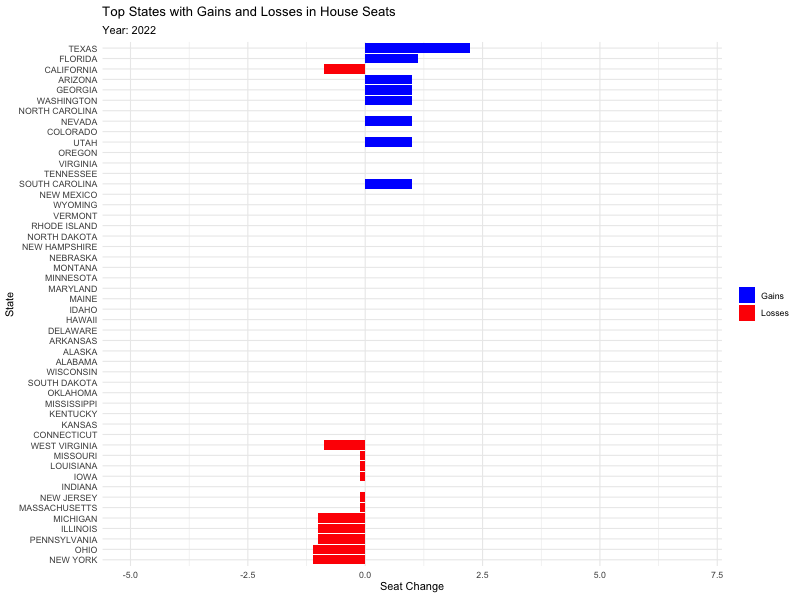 Top States with Gains and Losses in House Seats
Year: 2022
TEXAS
FLORIDA
CALIFORNIA
ARIZONA
GEORGIA
WASHINGTON
NORTH CAROLINA
NEVADA
COLORADO
UTAH
OREGON
VIRGINIA
TENNESSEE
SOUTH CAROLINA
NEW MEXICO
WYOMING
VERMONT
RHODE ISLAND
NORTH DAKOTA
NEW HAMPSHIRE
NEBRASKA
MONTANA
MINNESOTA
MARYLAND
MAINE
IDAHO
HAWAII
DELAWARE
ARKANSAS
ALASKA
ALABAMA
WISCONSIN
SOUTH DAKOTA
OKLAHOMA
MISSISSIPPI
KENTUCKY
KANSAS
CONNECTICUT
WEST VIRGINIA
MISSOURI
LOUISIANA
IOWA
INDIANA
NEW JERSEY
MASSACHUSETTS
MICHIGAN
ILLINOIS
PENNSYLVANIA
OHIO
NEW YORK
State
-5.0 -2.5 0.0 2.5 5.0 7.5
Seat Change
Gains
Losses